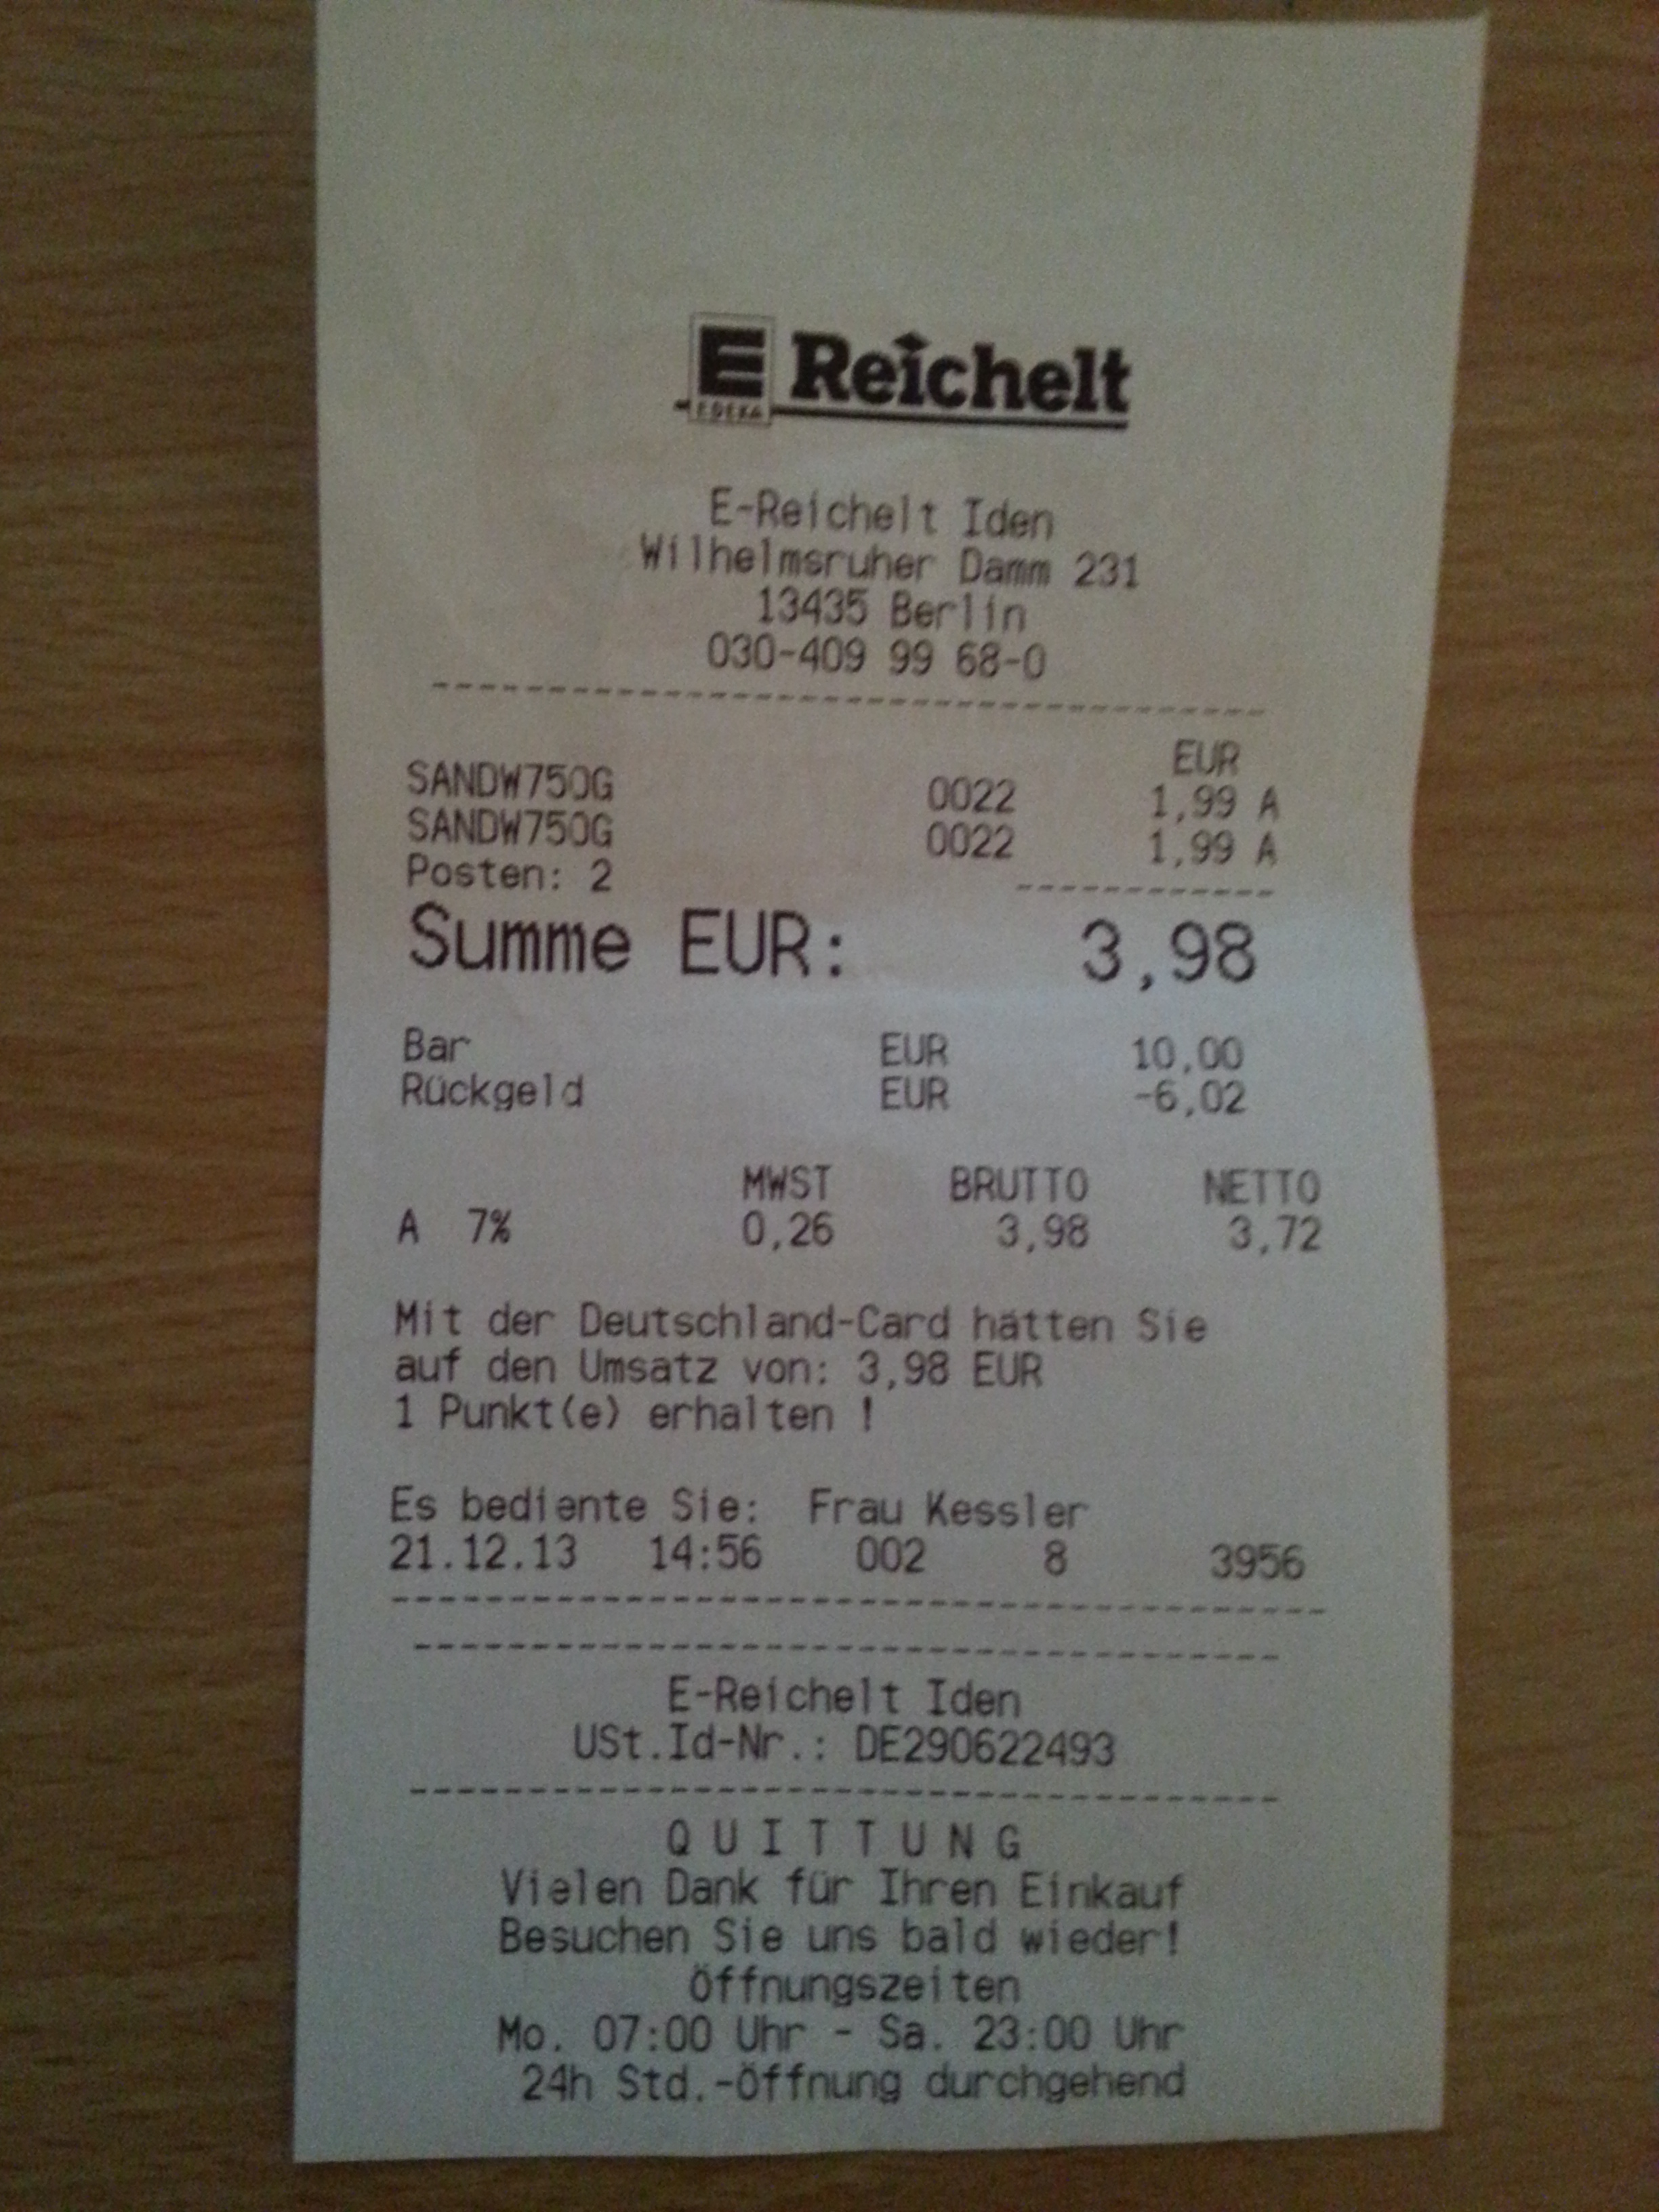 E EDEKA Reichelt
E-Reichelt Iden
Wilhelmsruher Damm 231
13435 Berlin
030-409 99 68-0
EUR
SANDW750G 0022 1,99 A
SANDW750G 0022 1,99 A
Posten: 2
Summe EUR: 3,98
Bar EUR 10,00
Rückgeld EUR -6,02
MWST BRUTTO NETTO
A 7% 0,26 3,98 3,72
Mit der Deutschland-Card hätten Sie
auf den Umsatz von: 3,98 EUR
1 Punkt(e) erhalten !
Es bediente Sie: Frau Kessler
21.12.13 14:56 002 8 3956
E-Reichelt Iden
USt.Id-Nr.: DE290622493
QUITTUNG
Vielen Dank für Ihren Einkauf
Besuchen Sie uns bald wieder!
Öffnungszeiten
Mo. 07:00 Uhr - Sa. 23:00 Uhr
24h Std.-Öffnung durchgehend